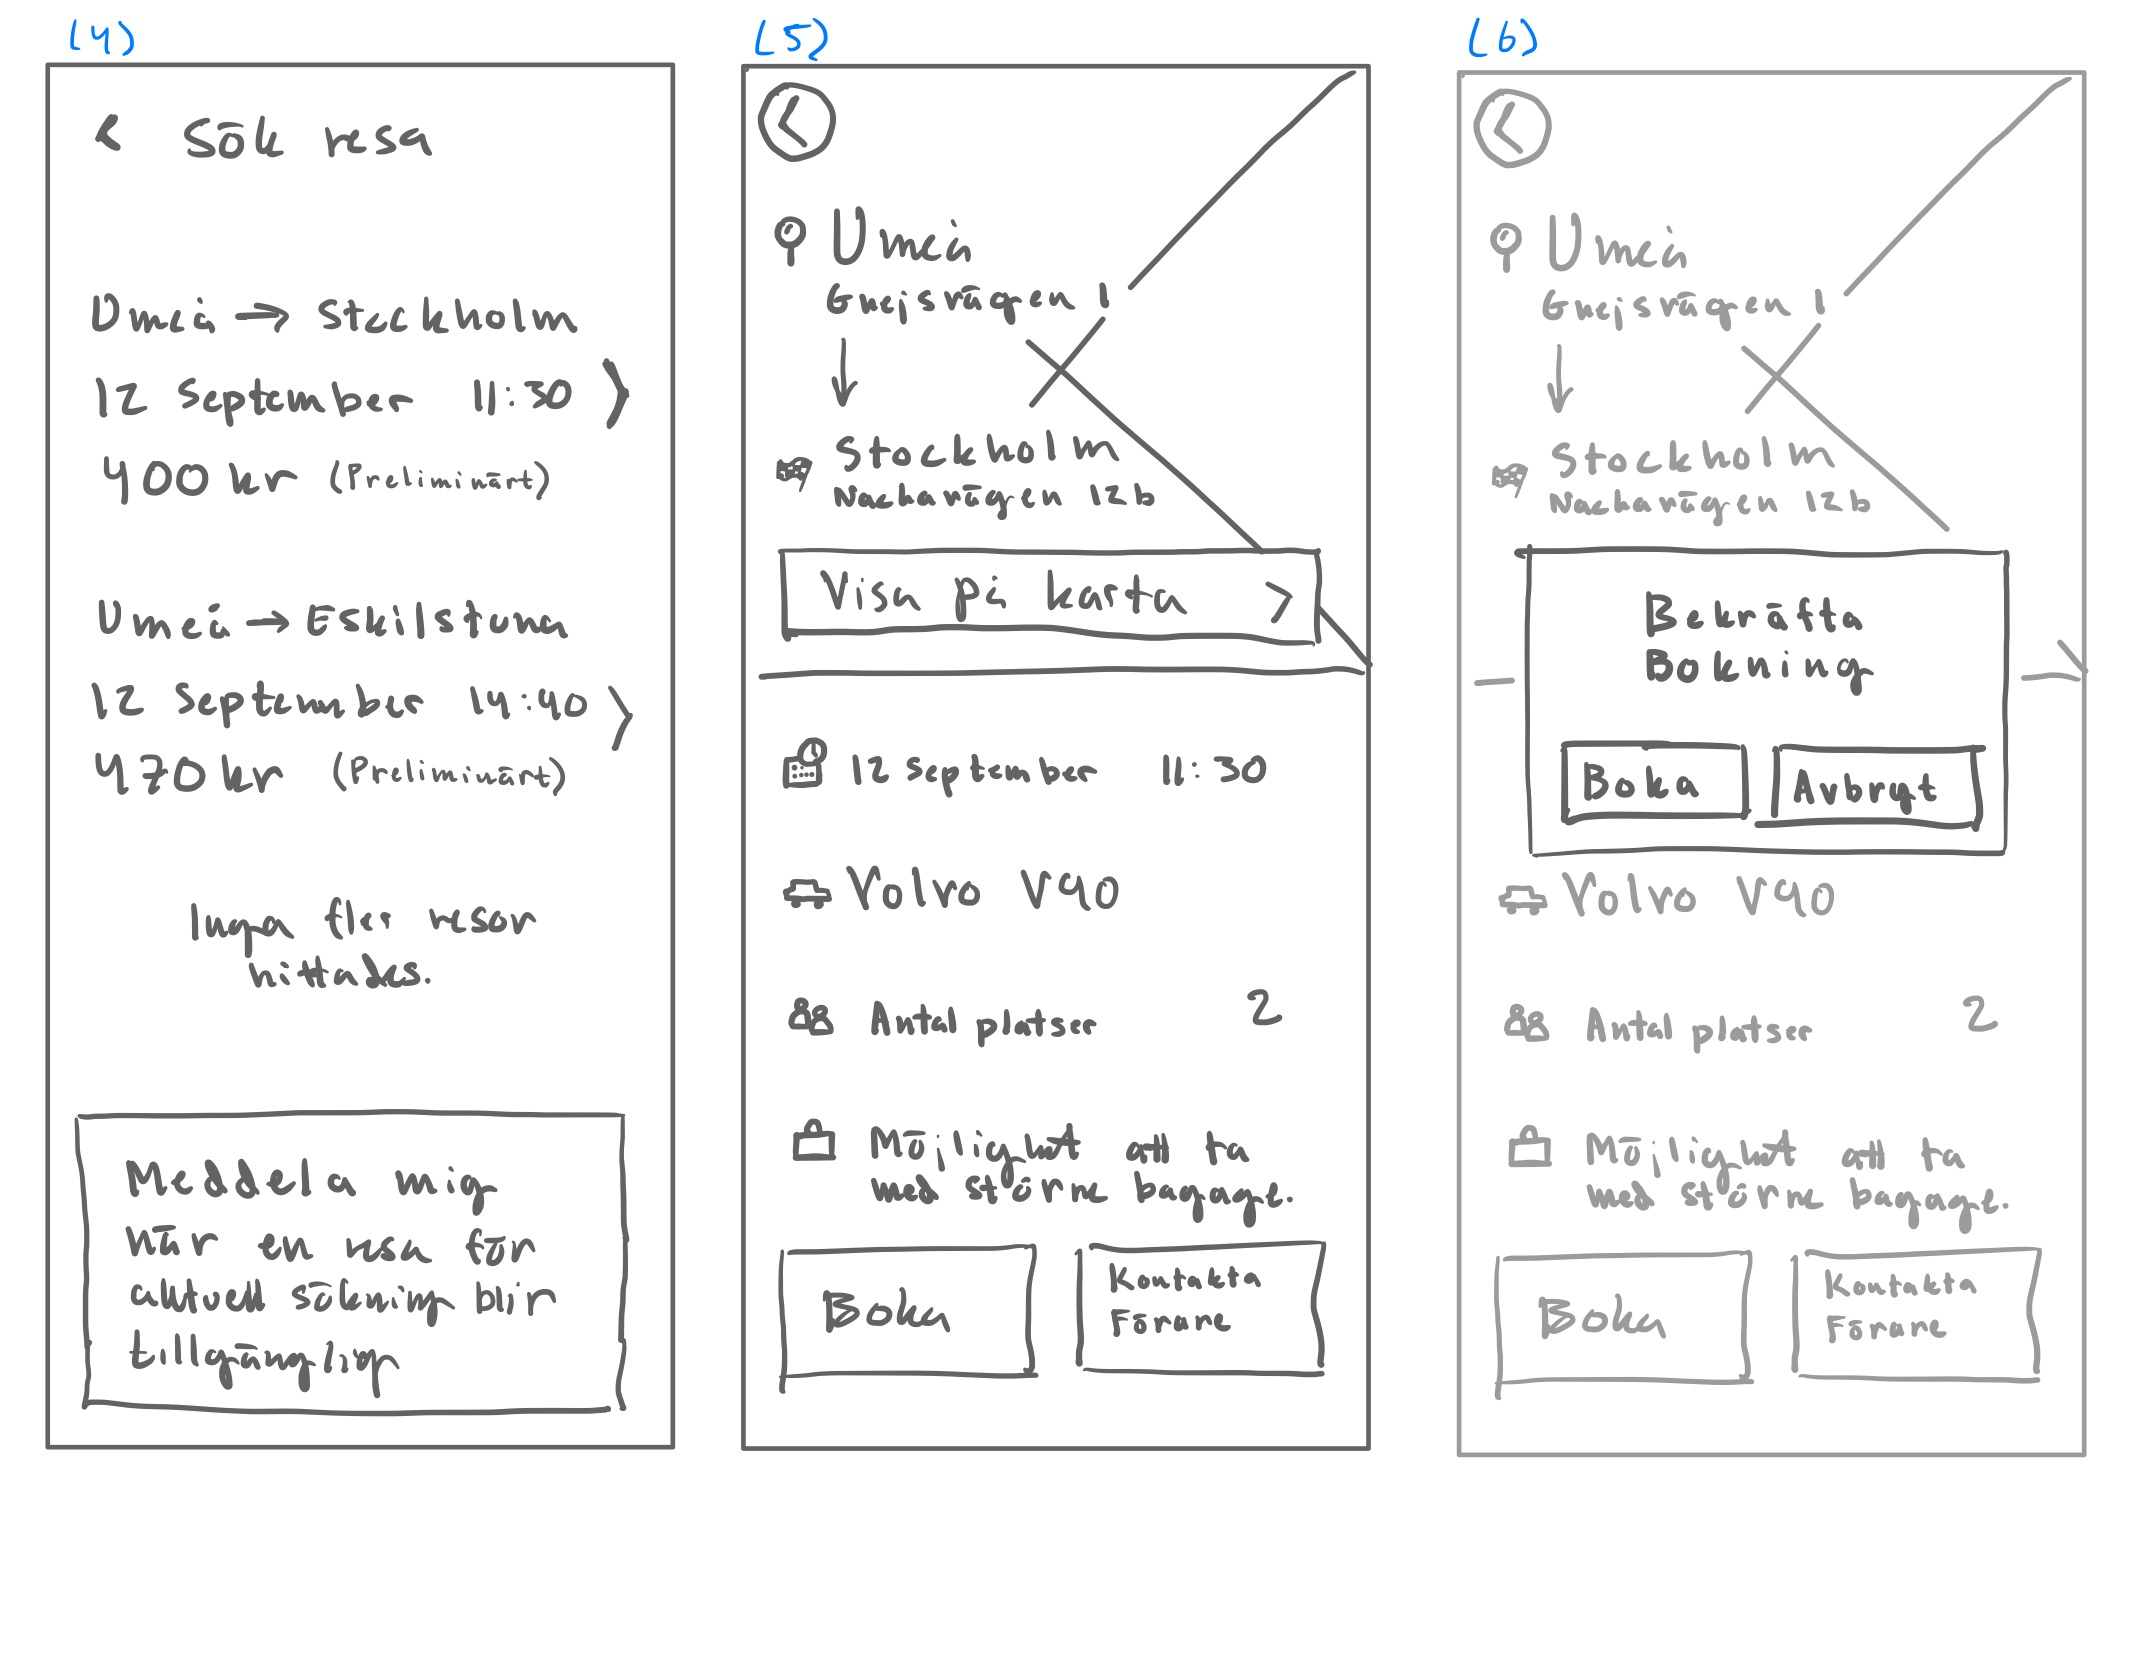 (4)
Sök resa
Umeå → Stockholm
12 September 11:30
400 kr (Preliminärt)
Umeå → Eskilstuna
12 September 14:40
470 kr (Preliminärt)
Inga fler resor
hittades.
Meddela mig
när en resa för
aktuell sökning blir
tillgänglig
(5)
Umeå
Gnejsvägen 1
Stockholm
Nackavägen 12b
Visa på karta >
12 september 11:30
Volvo V90
Antal platser 2
Möjlighet att ta
med större bagage.
Boka
Kontakta
Förare
(6)
Umeå
Gnejsvägen 1
Stockholm
Nackavägen 12b
Bekräfta
Bokning
Boka
Avbryt
Volvo V90
Antal platser 2
Möjlighet att ta
med större bagage.
Boka
Kontakta
Förare